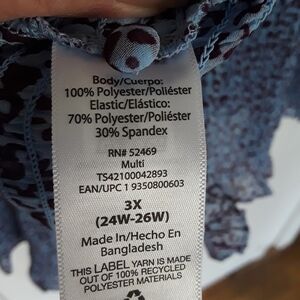 Body/Cuerpo:
100% Polyester/Poliéster
Elastic/Elástico:
70% Polyester/Poliéster
30% Spandex
RN# 52469
Multi
TS42100042893
EAN/UPC 1 9350800603
3X
(24W-26W)
Made In/Hecho En
Bangladesh
THIS LABEL YARN IS MADE
OUT OF 100% RECYCLED
POLYESTER MATERIALS